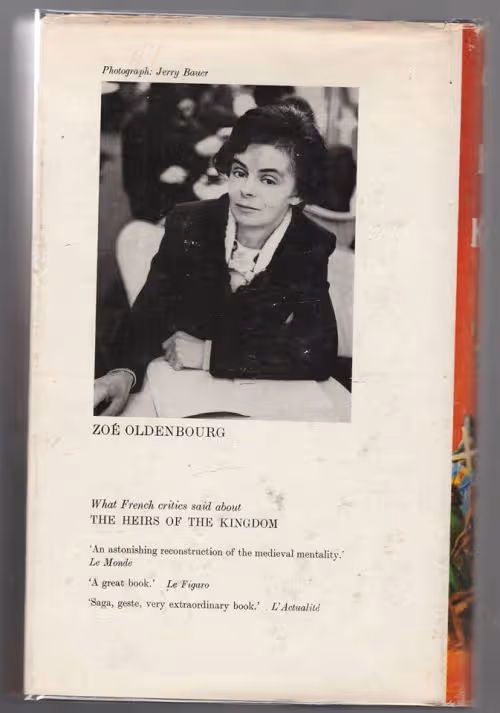 Photograph: Jerry Bauer
ZOÉ OLDENBOURG
What French critics said about
THE HEIRS OF THE KINGDOM
'An astonishing reconstruction of the medieval mentality.'
Le Monde
'A great book.' Le Figaro
'Saga, geste, very extraordinary book.' L'Actualité